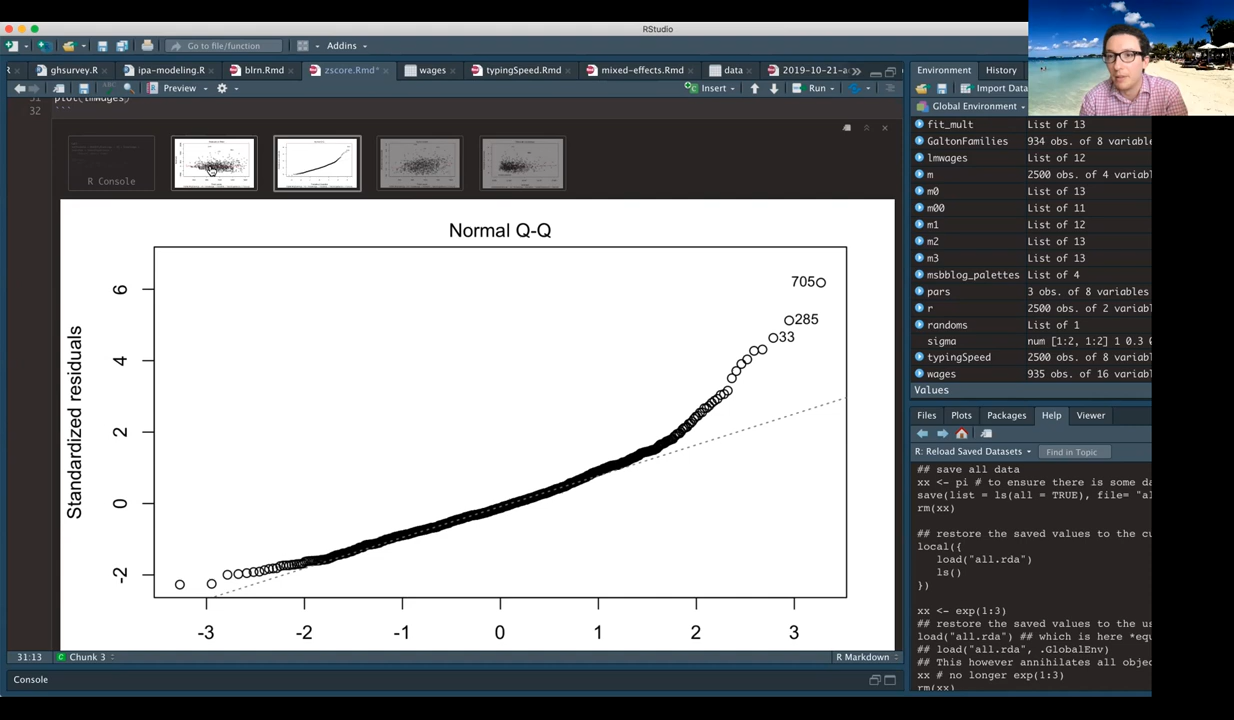 RStudio
Go to file/function
Addins
R
ghsurvey.R
ipa-modeling.R
blrn.Rmd
zscore.Rmd*
wages
typingSpeed.Rmd
mixed-effects.Rmd
data
2019-10-21-a
Preview
Insert
Run
plot(lmwages)
32 ```
R Console
Normal Q-Q
Standardized residuals
6
4
2
0
-2
705
285
33
-3
-2
-1
0
1
2
3
31:13
Chunk 3
R Markdown
Console
Environment
History
Import Data
Global Environment
fit_mult List of 13
GaltonFamilies 934 obs. of 8 variables
lmwages List of 12
m 2500 obs. of 4 variables
m0 List of 13
m00 List of 11
m1 List of 12
m2 List of 13
m3 List of 13
msbblog_palettes List of 4
pars 3 obs. of 8 variables
r 2500 obs. of 2 variabl
randoms List of 1
sigma num [1:2, 1:2] 1 0.3 0
typingSpeed 2500 obs. of 8 variabl
wages 935 obs. of 16 variabl
Values
Files
Plots
Packages
Help
Viewer
R: Reload Saved Datasets
Find in Topic
## save all data
xx <- pi # to ensure there is some da
save(list = ls(all = TRUE), file= "al
rm(xx)
## restore the saved values to the cu
local({
load("all.rda")
ls()
})
xx <- exp(1:3)
## restore the saved values to the us
load("all.rda") ## which is here *equ
## load("all.rda", .GlobalEnv)
## This however annihilates all objec
xx # no longer exp(1:3)
rm(xx)